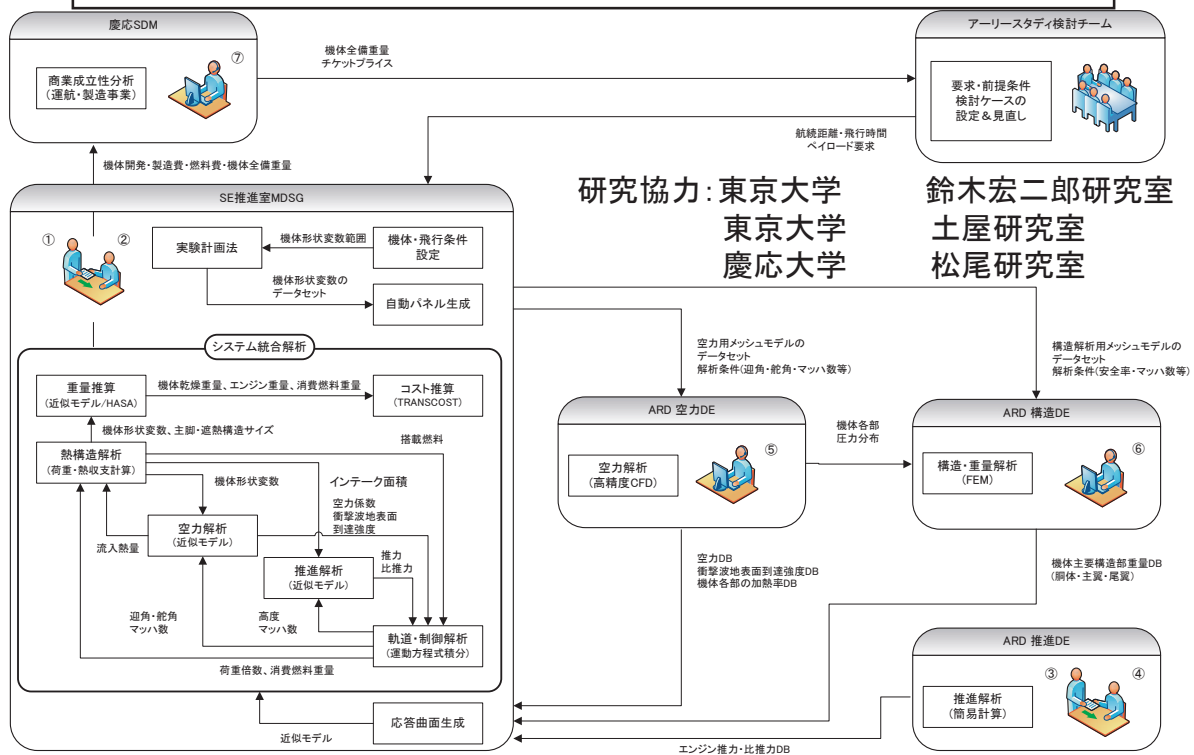 慶応SDM
⑦
商業成立性分析
(運航・製造事業)
機体全備重量
チケットプライス
アーリースタディ検討チーム
要求・前提条件
検討ケースの
設定&見直し
航続距離・飛行時間
ペイロード要求
機体開発・製造費・燃料費・機体全備重量
研究協力:東京大学 鈴木宏二郎研究室
東京大学 土屋研究室
慶応大学 松尾研究室
SE推進室MDSG
① ②
実験計画法
機体形状変数範囲
機体・飛行条件
設定
機体形状変数の
データセット
自動パネル生成
システム統合解析
重量推算
(近似モデル/HASA)
機体乾燥重量、エンジン重量、消費燃料重量
コスト推算
(TRANSCOST)
機体形状変数、主脚・遮熱構造サイズ
搭載燃料
熱構造解析
(荷重・熱収支計算)
機体形状変数
インテーク面積
空力係数
衝撃波地表面
到達強度
空力解析
(近似モデル)
流入熱量
推進解析
(近似モデル)
推力
比推力
迎角・舵角
マッハ数
高度
マッハ数
軌道・制御解析
(運動方程式積分)
荷重倍数、消費燃料重量
応答曲面生成
近似モデル
空力用メッシュモデルの
データセット
解析条件(迎角・舵角・マッハ数等)
構造解析用メッシュモデルの
データセット
解析条件(安全率・マッハ数等)
ARD 空力DE
⑤
空力解析
(高精度CFD)
機体各部
圧力分布
ARD 構造DE
⑥
構造・重量解析
(FEM)
空力DB
衝撃波地表面到達強度DB
機体各部の加熱率DB
機体主要構造部重量DB
(胴体・主翼・尾翼)
ARD 推進DE
③ ④
推進解析
(簡易計算)
エンジン推力・比推力DB